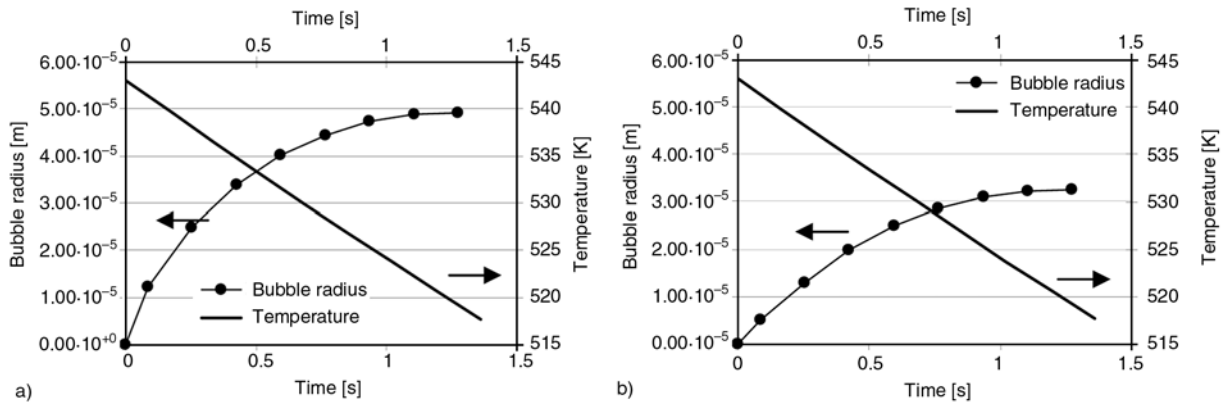 Time [s]
0 0.5 1 1.5
6.00·10⁻⁵ 545
5.00·10⁻⁵ 540
4.00·10⁻⁵ 535
3.00·10⁻⁵ 530
2.00·10⁻⁵ 525
1.00·10⁻⁵ 520
0.00·10⁺⁰ 515
Bubble radius [m]
Temperature [K]
Bubble radius
Temperature
0 0.5 1 1.5
Time [s]
a)
Time [s]
0 0.5 1 1.5
6.00·10⁻⁵ 545
5.00·10⁻⁵ 540
4.00·10⁻⁵ 535
3.00·10⁻⁵ 530
2.00·10⁻⁵ 525
1.00·10⁻⁵ 520
0.00·10⁻⁵ 515
Bubble radius [m]
Temperature [K]
Bubble radius
Temperature
0 0.5 1 1.5
Time [s]
b)